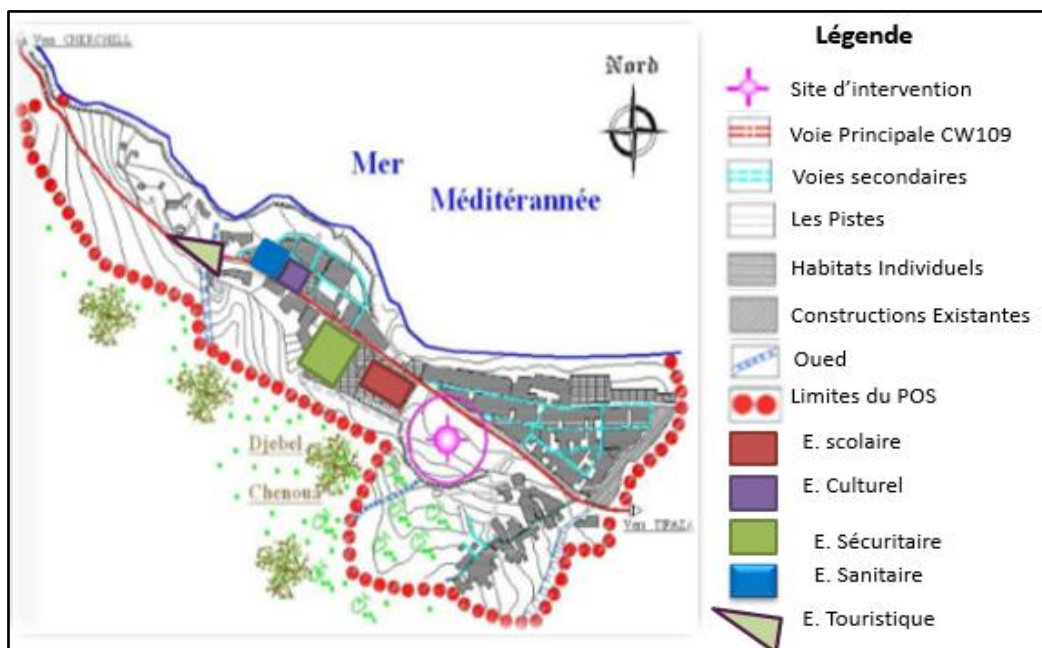 Vers CHERCHELL
Nord
Mer
Méditérannée
Djebel
Chenoua
Vers TIPAZA
Légende
Site d'intervention
Voie Principale CW109
Voies secondaires
Les Pistes
Habitats Individuels
Constructions Existantes
Oued
Limites du POS
E. scolaire
E. Culturel
E. Sécuritaire
E. Sanitaire
E. Touristique